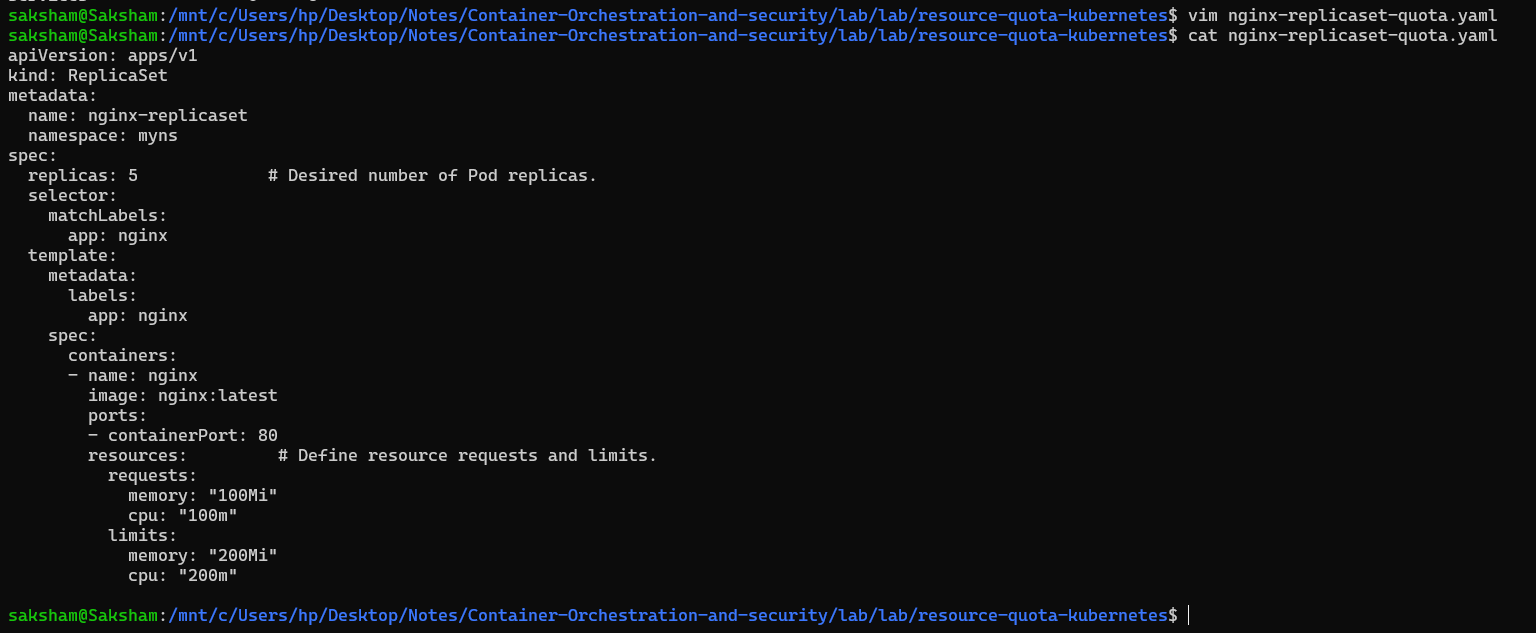 saksham@Saksham:/mnt/c/Users/hp/Desktop/Notes/Container-Orchestration-and-security/lab/lab/resource-quota-kubernetes$ vim nginx-replicaset-quota.yaml
saksham@Saksham:/mnt/c/Users/hp/Desktop/Notes/Container-Orchestration-and-security/lab/lab/resource-quota-kubernetes$ cat nginx-replicaset-quota.yaml
apiVersion: apps/v1
kind: ReplicaSet
metadata:
  name: nginx-replicaset
  namespace: myns
spec:
  replicas: 5             # Desired number of Pod replicas.
  selector:
    matchLabels:
      app: nginx
  template:
    metadata:
      labels:
        app: nginx
    spec:
      containers:
      - name: nginx
        image: nginx:latest
        ports:
        - containerPort: 80
        resources:         # Define resource requests and limits.
          requests:
            memory: "100Mi"
            cpu: "100m"
          limits:
            memory: "200Mi"
            cpu: "200m"

saksham@Saksham:/mnt/c/Users/hp/Desktop/Notes/Container-Orchestration-and-security/lab/lab/resource-quota-kubernetes$